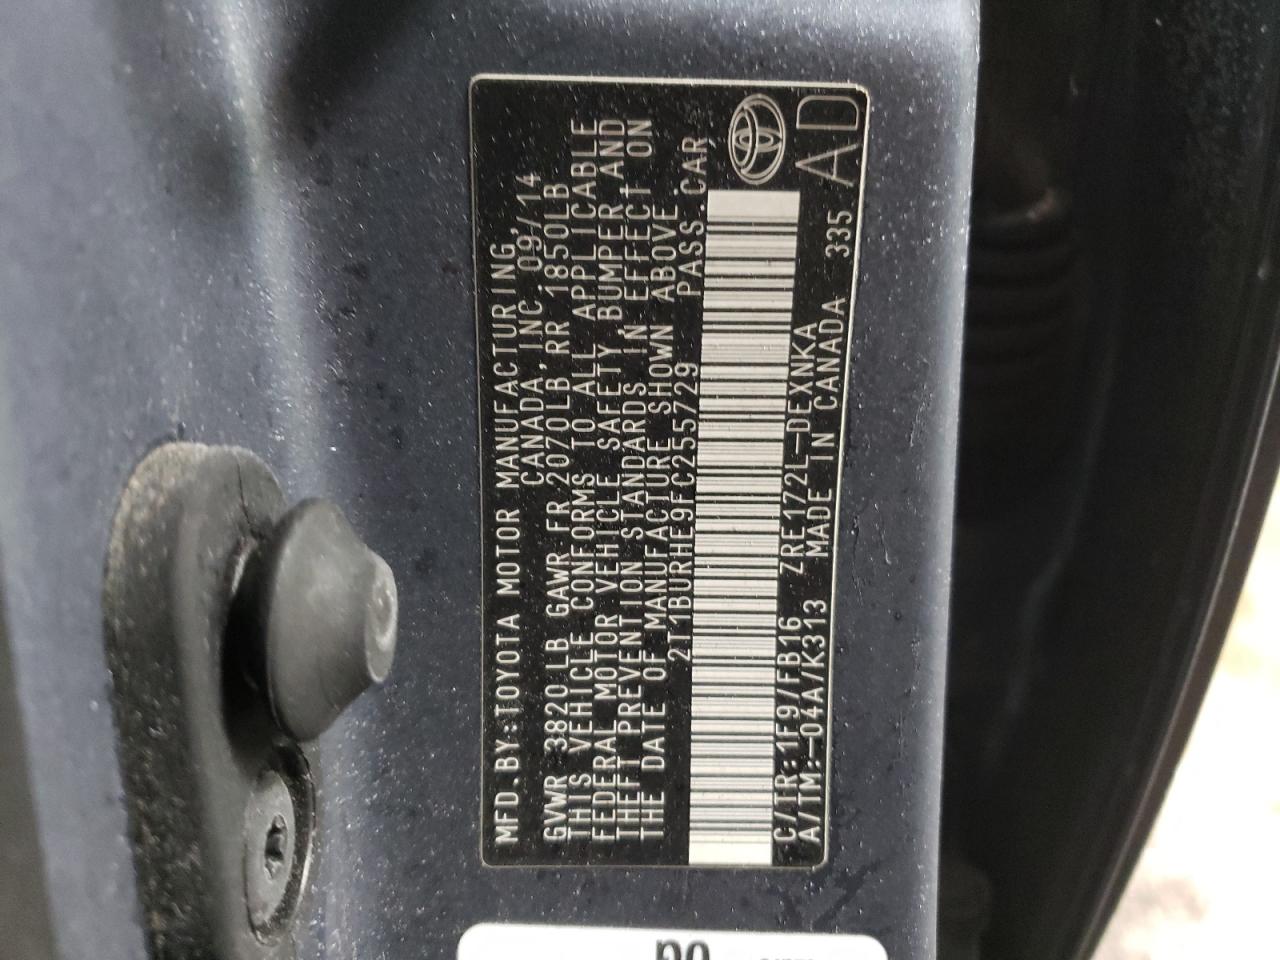 MFD.BY:TOYOTA MOTOR MANUFACTURING,
CANADA,INC.09/14
GVWR 3820LB GAWR FR 2070LB,RR 1850LB
THIS VEHICLE CONFORMS TO ALL APPLICABLE
FEDERAL MOTOR VEHICLE SAFETY,BUMPER,AND
THEFT PREVENTION STANDARDS IN EFFECT ON
THE DATE OF MANUFACTURE SHOWN ABOVE.
2T1BURHE9FC255729 PASS.CAR
C/TR:1F9/FB16 ZRE172L-DEXNKA
A/TM:-04A/K313 MADE IN CANADA 335
AD